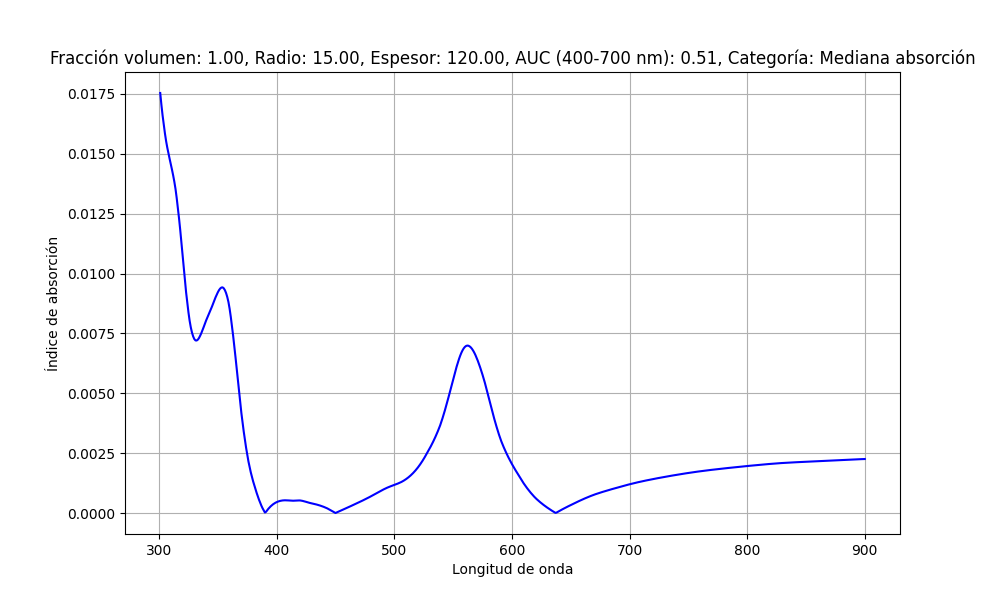 Fracción volumen: 1.00, Radio: 15.00, Espesor: 120.00, AUC (400-700 nm): 0.51, Categoría: Mediana absorción
0.0175
0.0150
0.0125
0.0100
0.0075
0.0050
0.0025
0.0000
Índice de absorción
300 400 500 600 700 800 900
Longitud de onda